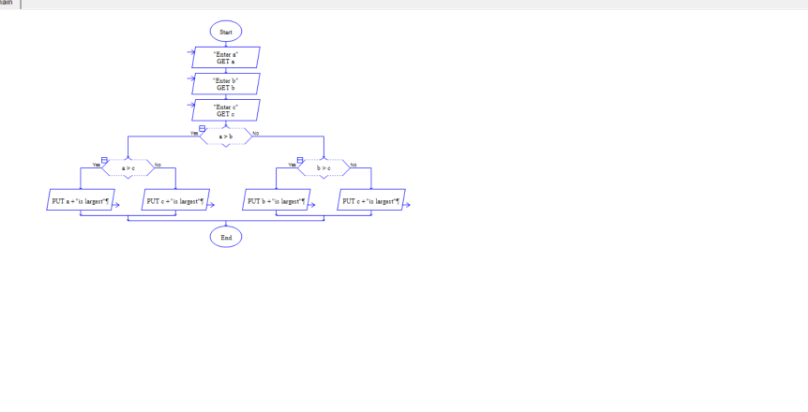 main
Start
"Enter a"
GET a
"Enter b"
GET b
"Enter c"
GET c
Yes
a > b
No
Yes
a > c
No
Yes
b > c
No
PUT a + "is largest"¶
PUT c + "is largest"¶
PUT b + "is largest"¶
PUT c + "is largest"¶
End